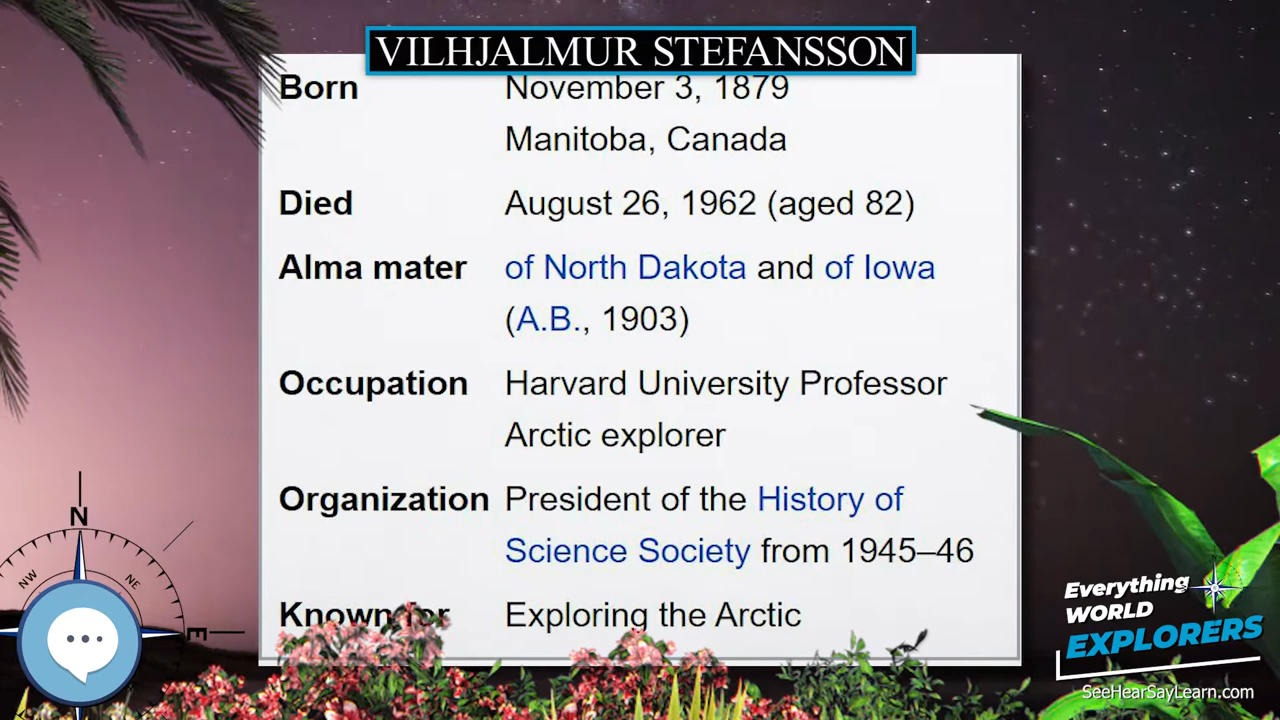 VILHJALMUR STEFANSSON
Born November 3, 1879
Manitoba, Canada
Died August 26, 1962 (aged 82)
Alma mater of North Dakota and of Iowa
(A.B., 1903)
Occupation Harvard University Professor
Arctic explorer
Organization President of the History of
Science Society from 1945–46
Known for Exploring the Arctic
N
NW
NE
E
Everything
WORLD
EXPLORERS
SeeHearSayLearn.com